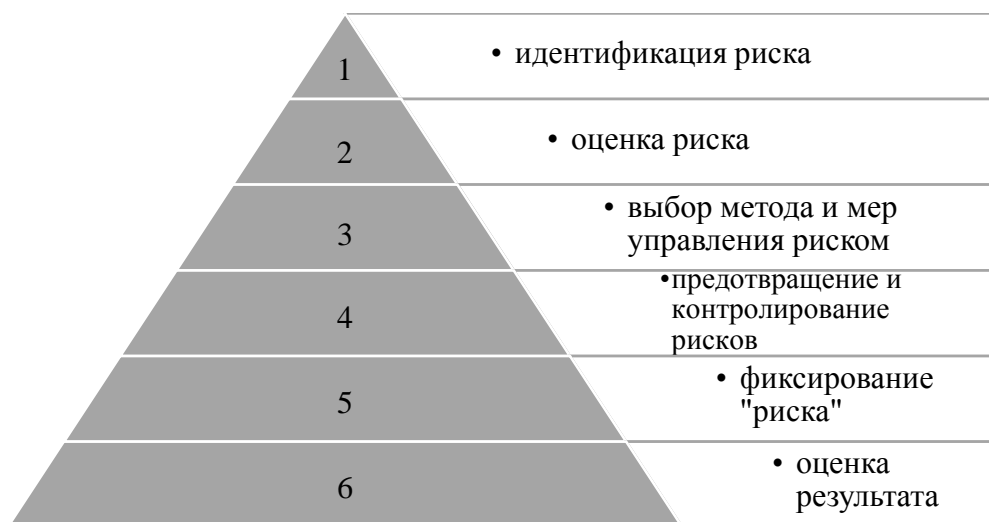 1
• идентификация риска
2
• оценка риска
3
• выбор метода и мер
управления риском
4
•предотвращение и
контролирование
рисков
5
• фиксирование
"риска"
6
• оценка
результата